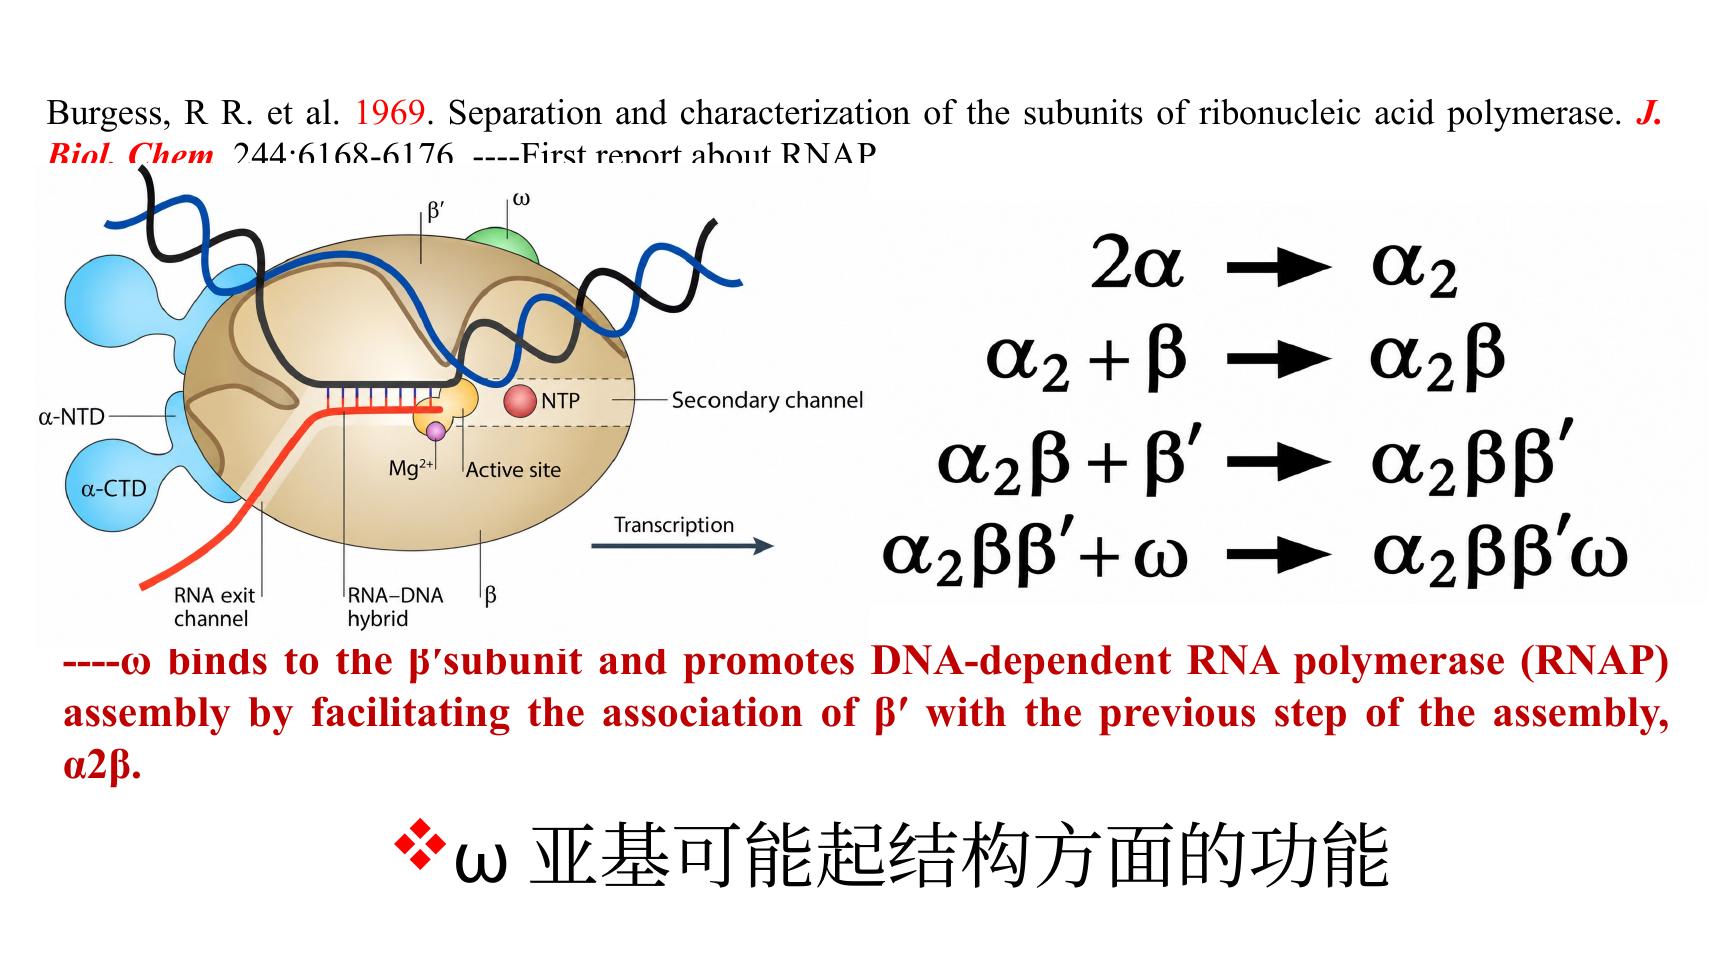 Burgess, R R. et al. 1969. Separation and characterization of the subunits of ribonucleic acid polymerase. J.
Biol. Chem. 244:6168-6176. ----First report about RNAP
β′
ω
α-NTD
α-CTD
NTP
Secondary channel
Mg²⁺
Active site
Transcription
RNA exit
channel
RNA–DNA
hybrid
β
2α → α₂
α₂ + β → α₂β
α₂β + β′ → α₂ββ′
α₂ββ′ + ω → α₂ββ′ω
----ω binds to the β′subunit and promotes DNA-dependent RNA polymerase (RNAP)
assembly by facilitating the association of β′ with the previous step of the assembly,
α2β.
❖ω 亚基可能起结构方面的功能